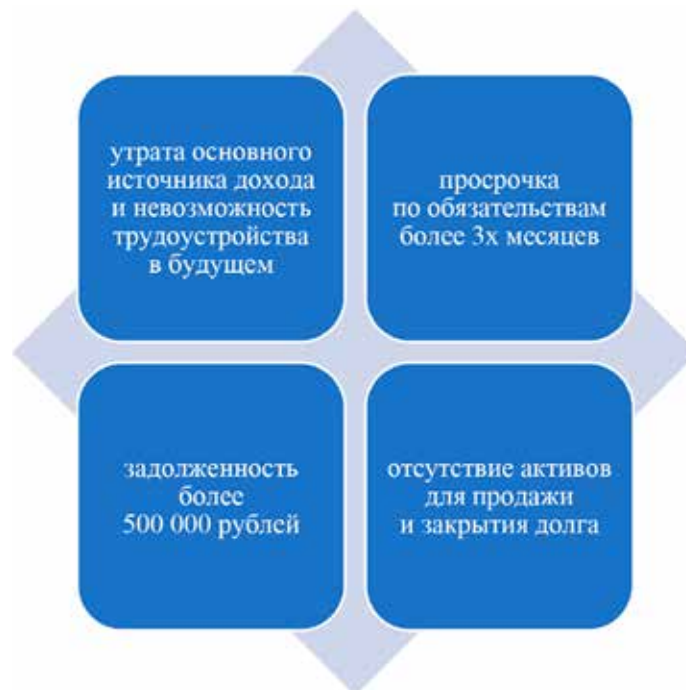 утрата основного
источника дохода
и невозможность
трудоустройства
в будущем
просрочка
по обязательствам
более 3х месяцев
задолженность
более
500 000 рублей
отсутствие активов
для продажи
и закрытия долга